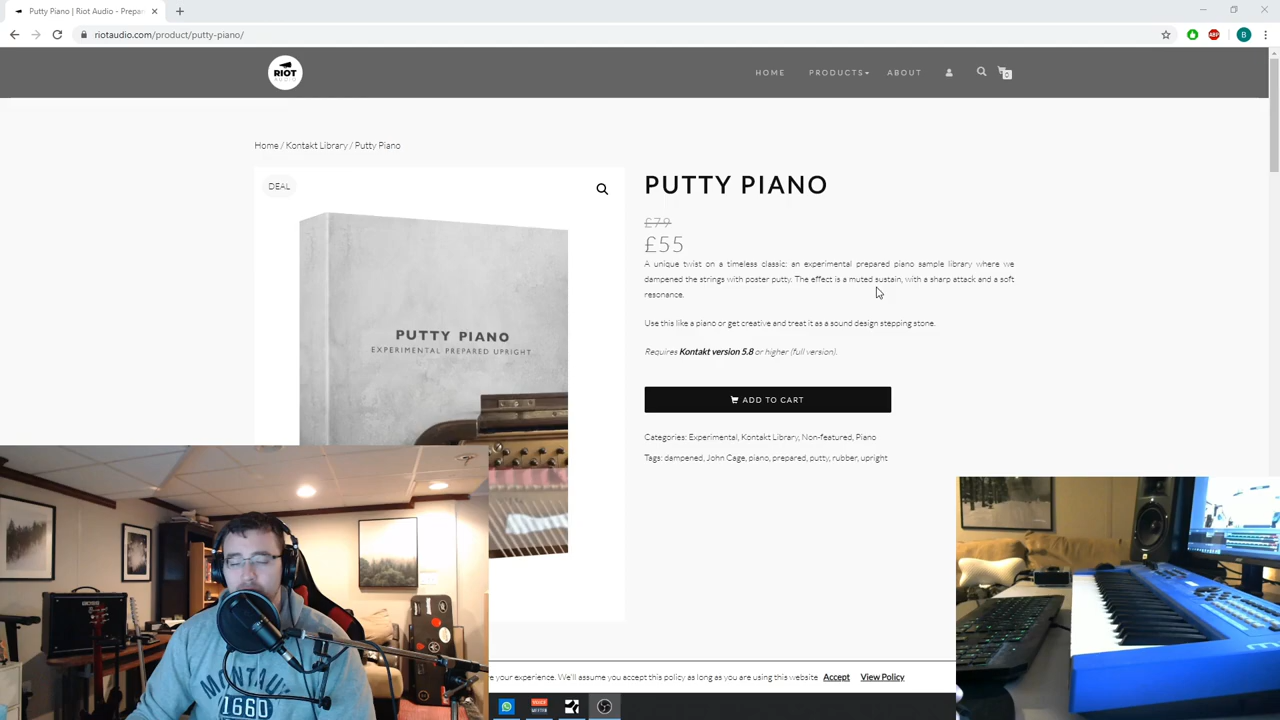 Putty Piano | Riot Audio - Prepar
riotaudio.com/product/putty-piano/
ABP
B
RIOT
AUDIO
HOME
PRODUCTS
ABOUT
0
Home / Kontakt Library / Putty Piano
DEAL
PUTTY PIANO
EXPERIMENTAL PREPARED UPRIGHT
PUTTY PIANO
£79
£55
A unique twist on a timeless classic: an experimental prepared piano sample library where we
dampened the strings with poster putty. The effect is a muted sustain, with a sharp attack and a soft
resonance.
Use this like a piano or get creative and treat it as a sound design stepping stone.
Requires Kontakt version 5.8 or higher (full version).
ADD TO CART
Categories: Experimental, Kontakt Library, Non-featured, Piano
Tags: dampened, John Cage, piano, prepared, putty, rubber, upright
e your experience. We'll assume you accept this policy as long as you are using this website Accept View Policy
MONTAUK
1660